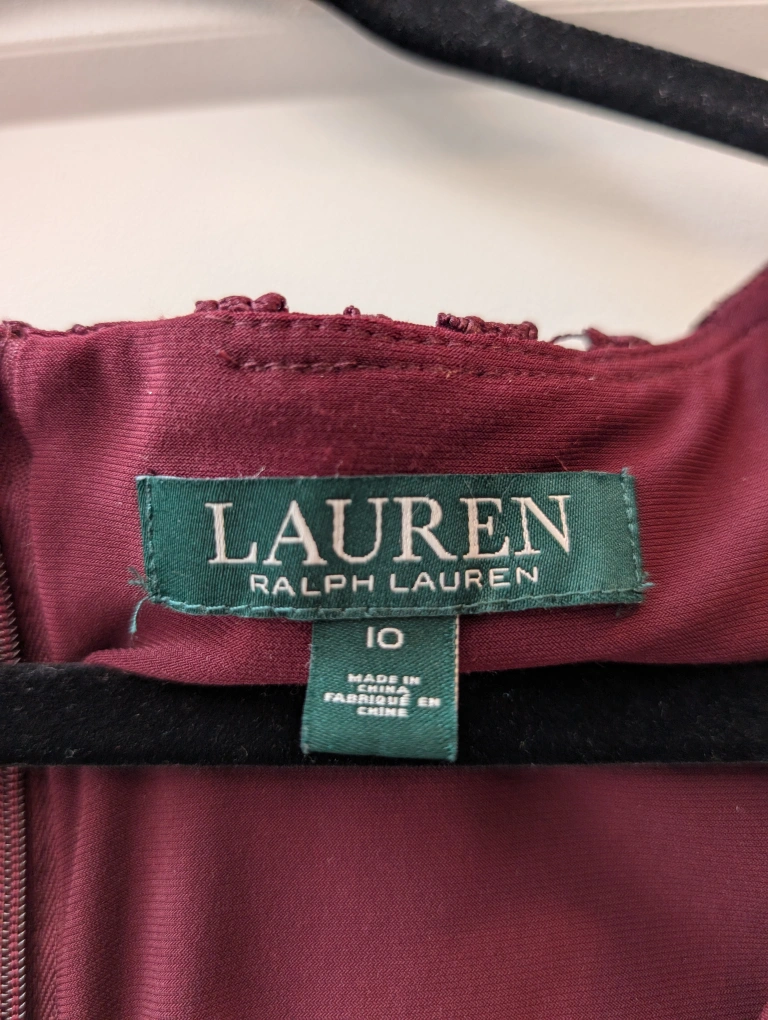 LAUREN
RALPH LAUREN
10
MADE IN
CHINA
FABRIQUÉ EN
CHINE